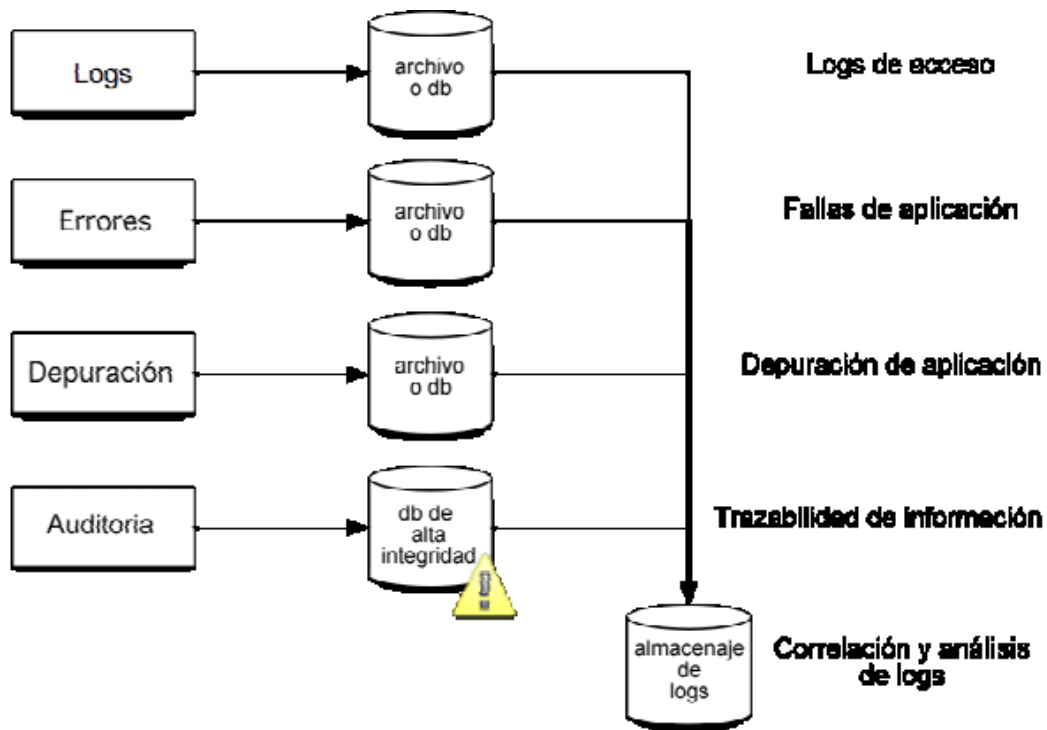 Logs
archivo
o db
Logs de acceso
Errores
archivo
o db
Fallas de aplicación
Depuración
archivo
o db
Depuración de aplicación
Auditoria
db de
alta
integridad
!
Trazabilidad de información
almacenaje
de
logs
Correlación y análisis
de logs